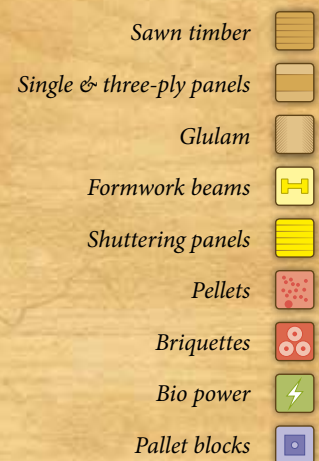 Sawn timber
Single & three-ply panels
Glulam
Formwork beams
Shuttering panels
Pellets
Briquettes
Bio power
Pallet blocks